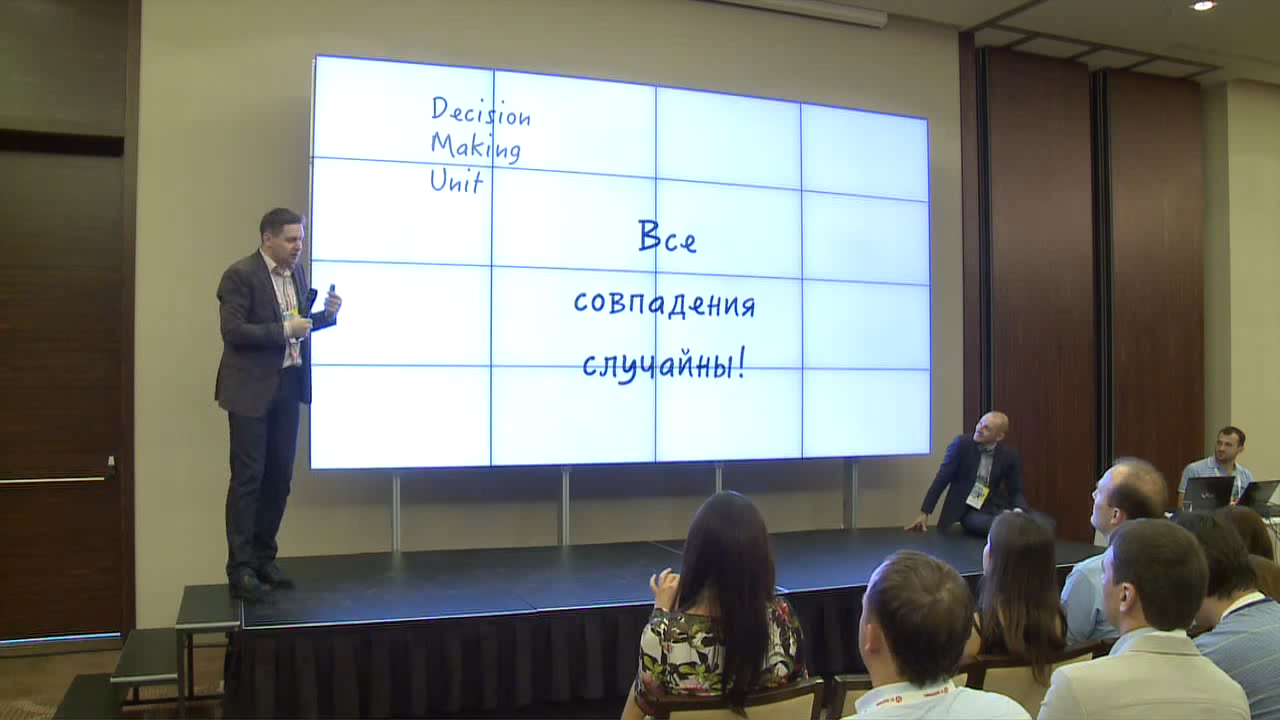 Decision
Making
Unit
Все
совпадения
случайны!